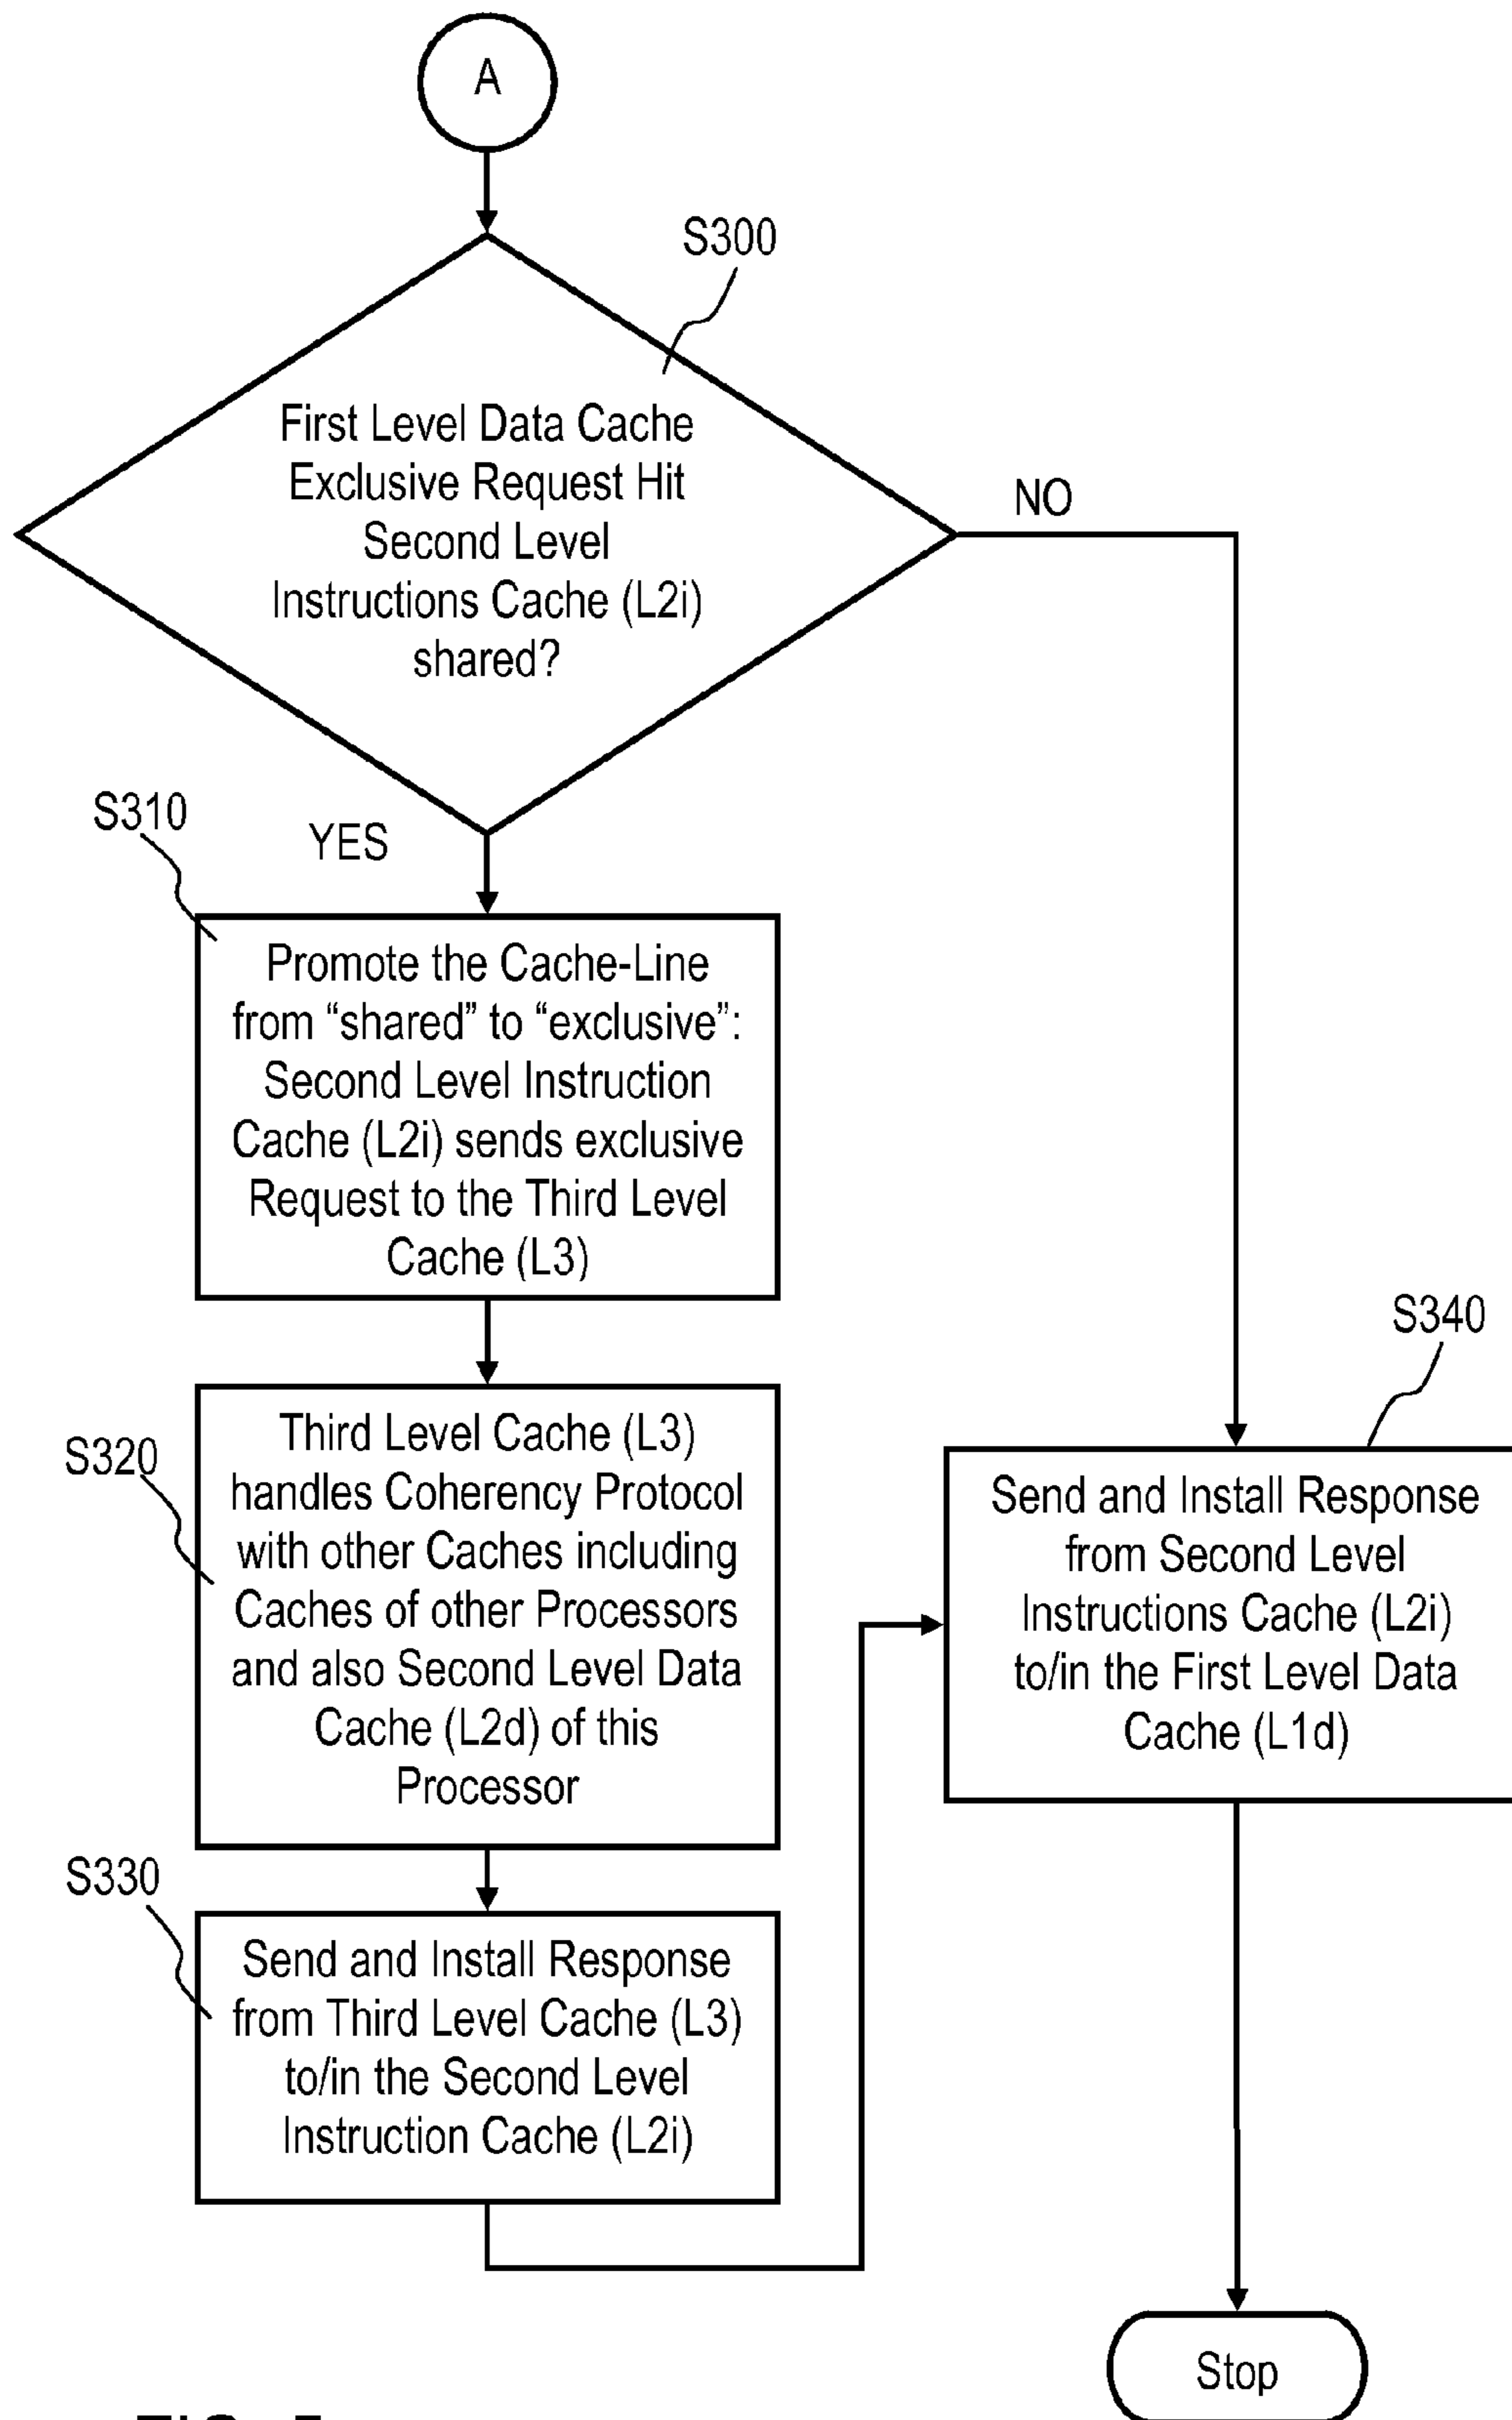 A
S300
First Level Data Cache
Exclusive Request Hit
Second Level
Instructions Cache (L2i)
shared?
NO
YES
S310
Promote the Cache-Line
from “shared” to “exclusive”:
Second Level Instruction
Cache (L2i) sends exclusive
Request to the Third Level
Cache (L3)
S320
Third Level Cache (L3)
handles Coherency Protocol
with other Caches including
Caches of other Processors
and also Second Level Data
Cache (L2d) of this
Processor
S330
Send and Install Response
from Third Level Cache (L3)
to/in the Second Level
Instruction Cache (L2i)
S340
Send and Install Response
from Second Level
Instructions Cache (L2i)
to/in the First Level Data
Cache (L1d)
Stop